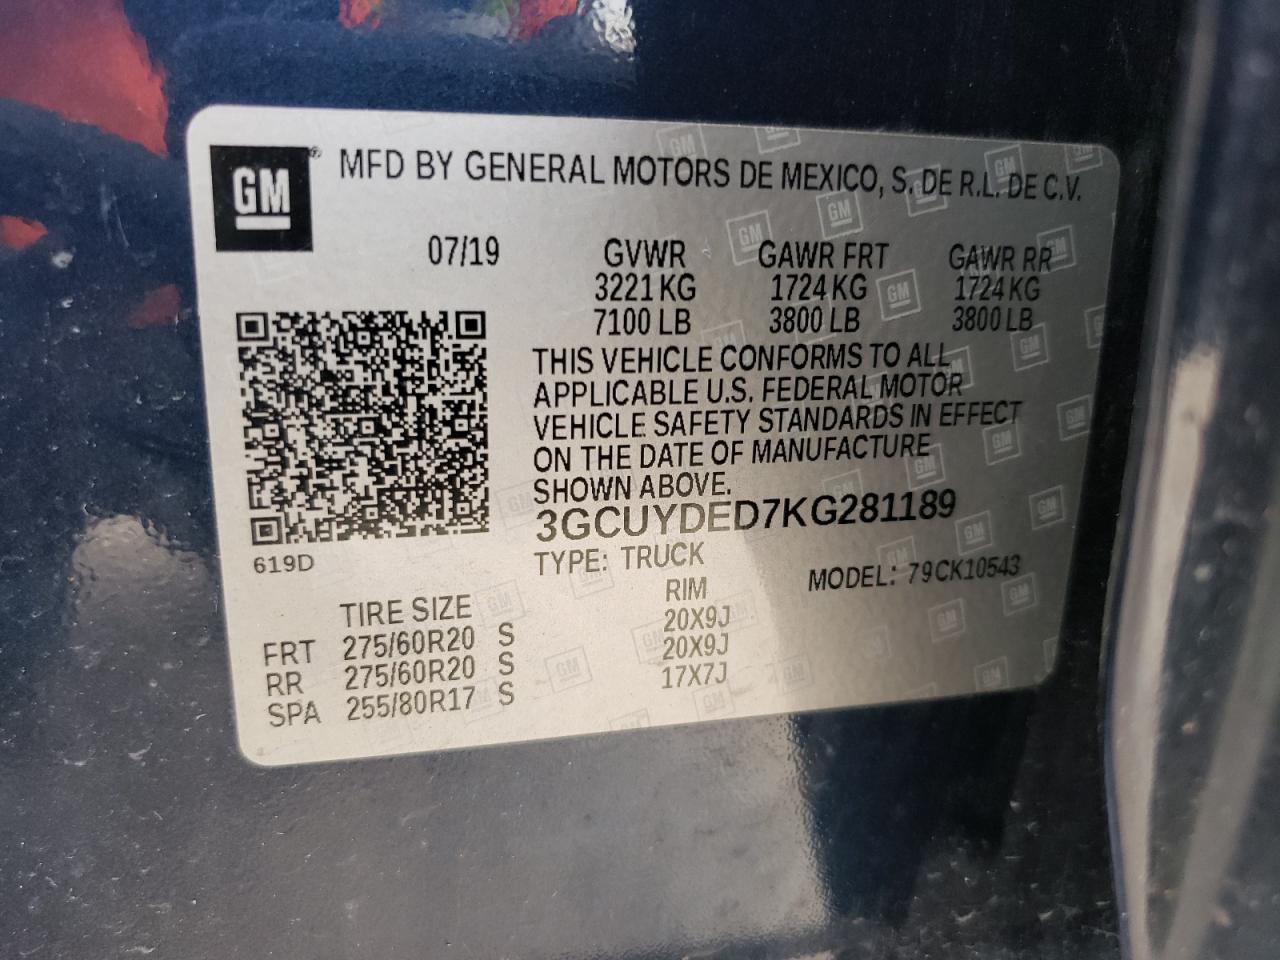 GM® MFD BY GENERAL MOTORS DE MEXICO, S. DE R.L. DE C.V.
07/19 GVWR GAWR FRT GAWR RR
3221 KG 1724 KG 1724 KG
7100 LB 3800 LB 3800 LB
THIS VEHICLE CONFORMS TO ALL
APPLICABLE U.S. FEDERAL MOTOR
VEHICLE SAFETY STANDARDS IN EFFECT
ON THE DATE OF MANUFACTURE
SHOWN ABOVE.
3GCUYDED7KG281189
619D TYPE: TRUCK MODEL: 79CK10543
TIRE SIZE RIM
FRT 275/60R20 S 20X9J
RR 275/60R20 S 20X9J
SPA 255/80R17 S 17X7J